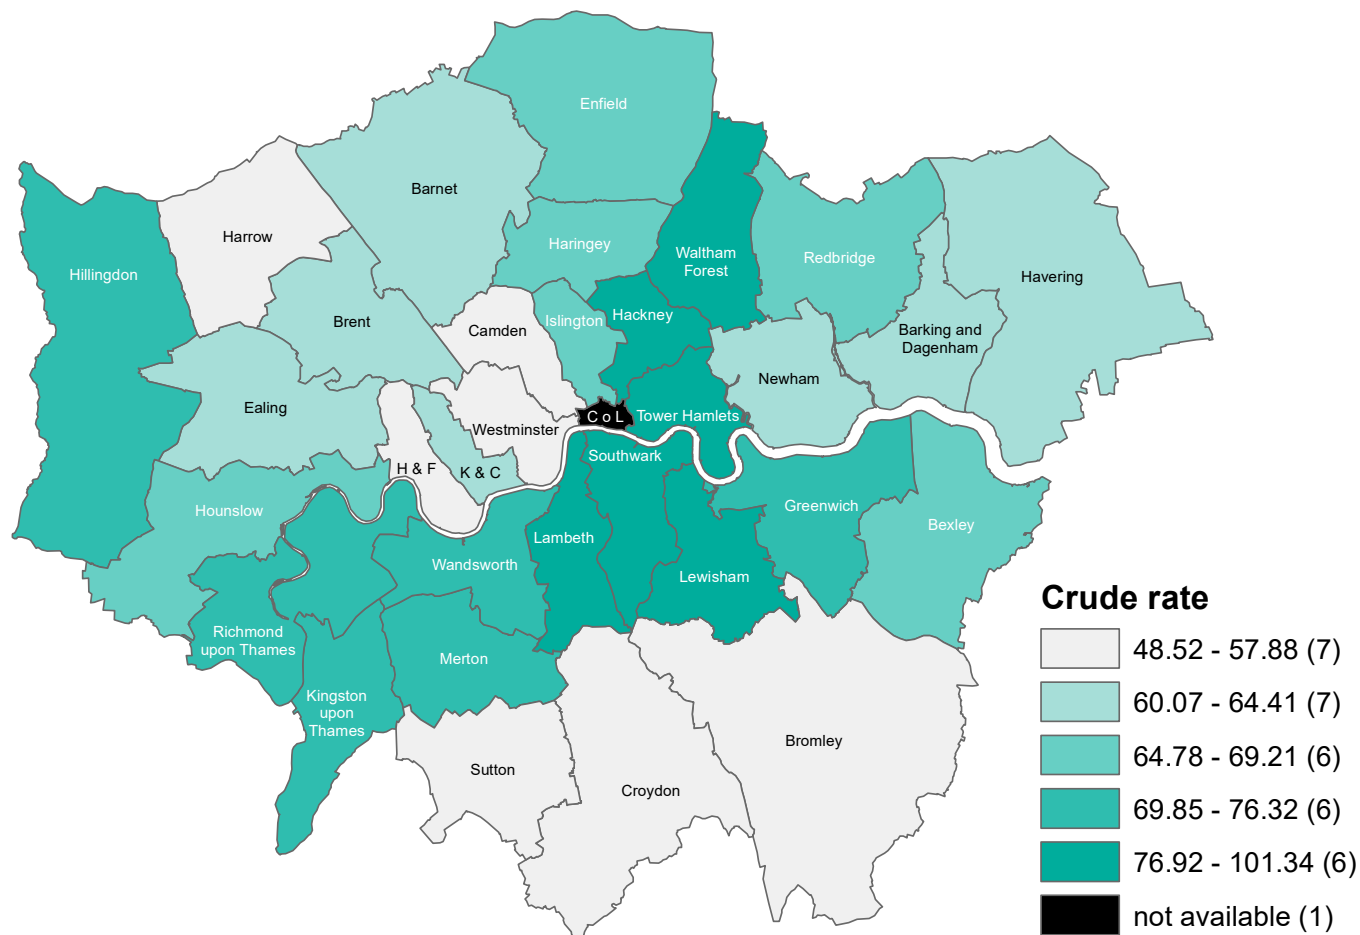 Enfield
Barnet
Harrow
Haringey
Waltham
Forest
Redbridge
Hillingdon
Havering
Brent
Camden
Islington
Hackney
Barking and
Dagenham
Newham
Ealing
Westminster
C o L
Tower Hamlets
H & F
K & C
Southwark
Hounslow
Greenwich
Bexley
Lambeth
Wandsworth
Lewisham
Richmond
upon Thames
Merton
Kingston
upon
Thames
Sutton
Croydon
Bromley
Crude rate
48.52 - 57.88 (7)
60.07 - 64.41 (7)
64.78 - 69.21 (6)
69.85 - 76.32 (6)
76.92 - 101.34 (6)
not available (1)